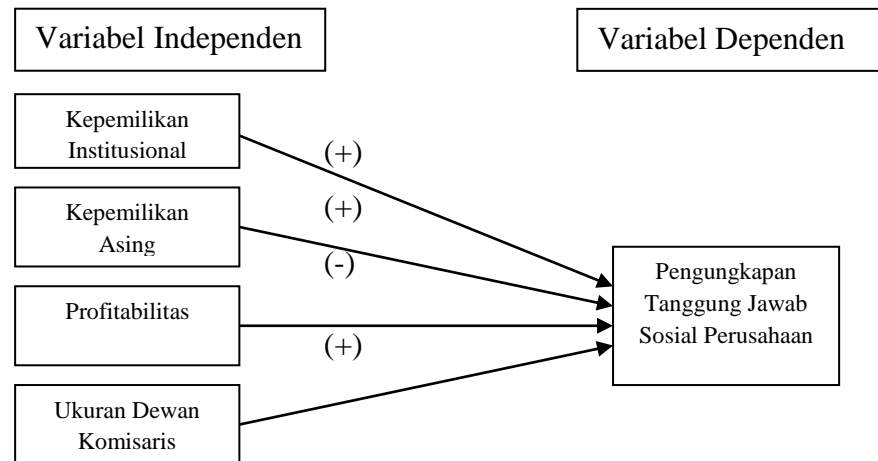 Variabel Independen
Variabel Dependen
Kepemilikan
Institusional
(+)
Kepemilikan
Asing
(+)
(-)
Profitabilitas
(+)
Ukuran Dewan
Komisaris
Pengungkapan
Tanggung Jawab
Sosial Perusahaan